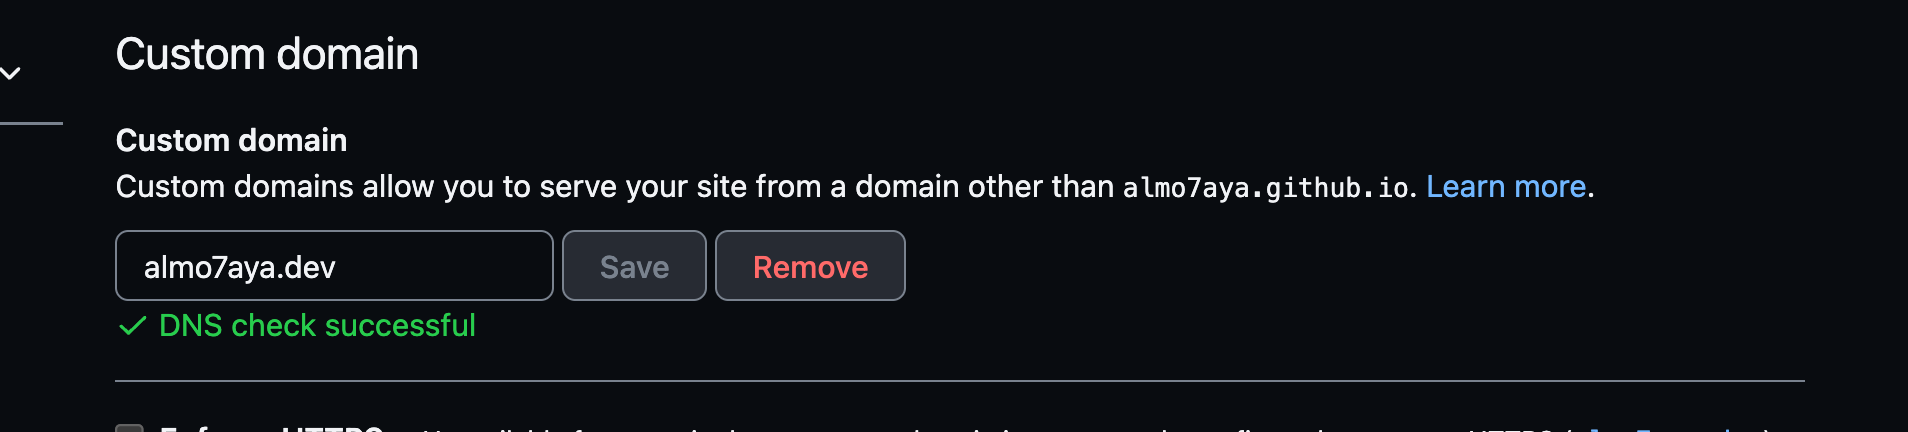 Custom domain
Custom domain
Custom domains allow you to serve your site from a domain other than almo7aya.github.io. Learn more.
almo7aya.dev Save Remove
DNS check successful